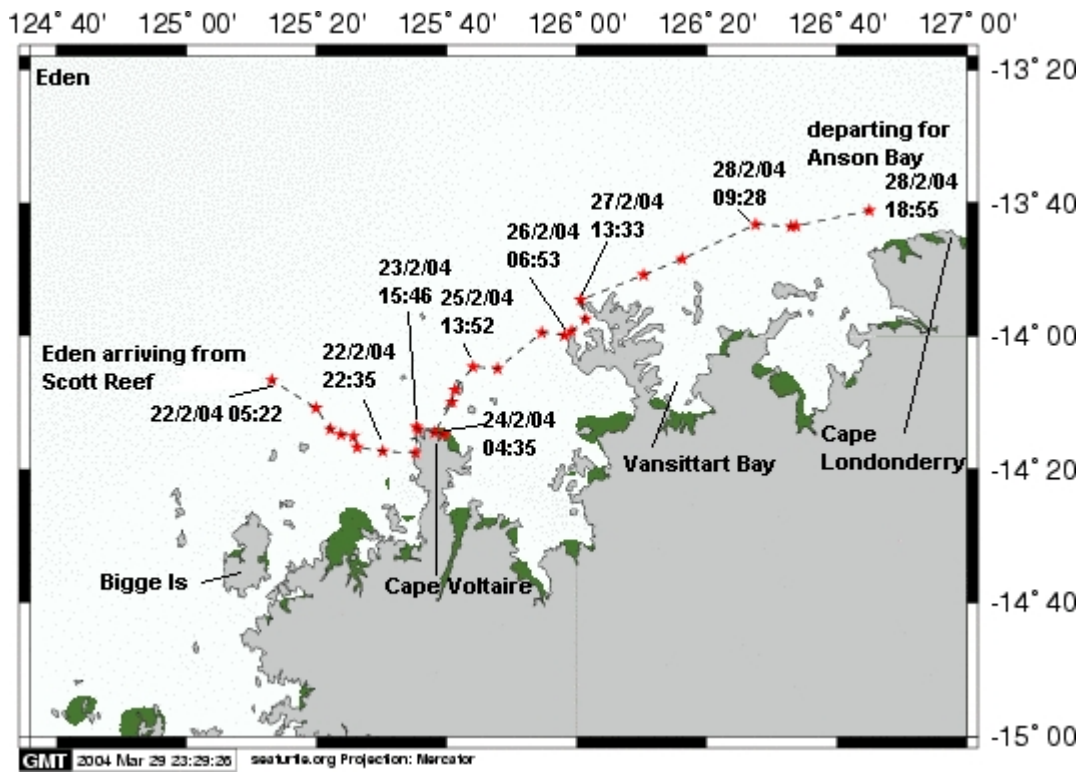 124° 40' 125° 00' 125° 20' 125° 40' 126° 00' 126° 20' 126° 40' 127° 00'
Eden
-13° 20'
departing for
Anson Bay
28/2/04
09:28
28/2/04
18:55
-13° 40'
27/2/04
13:33
26/2/04
06:53
23/2/04
15:46
25/2/04
13:52
-14° 00'
Eden arriving from
Scott Reef
22/2/04
22:35
22/2/04 05:22
24/2/04
04:35
Cape
Londonderry
Vansittart Bay
-14° 20'
Bigge Is
Cape Voltaire
-14° 40'
-15° 00'
GMT 2004 Mar 29 23:29:26 seaturtle.org Projection: Mercator